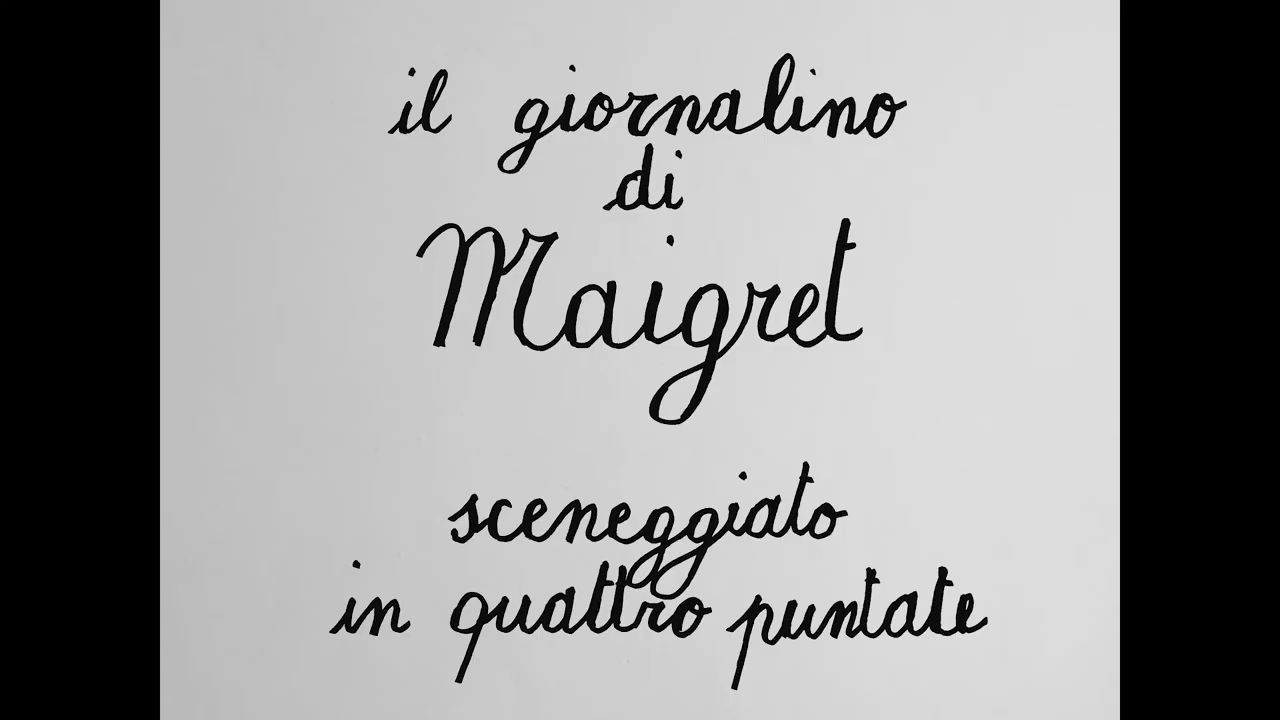 il giornalino
di
Maigret
sceneggiato
in quattro puntate